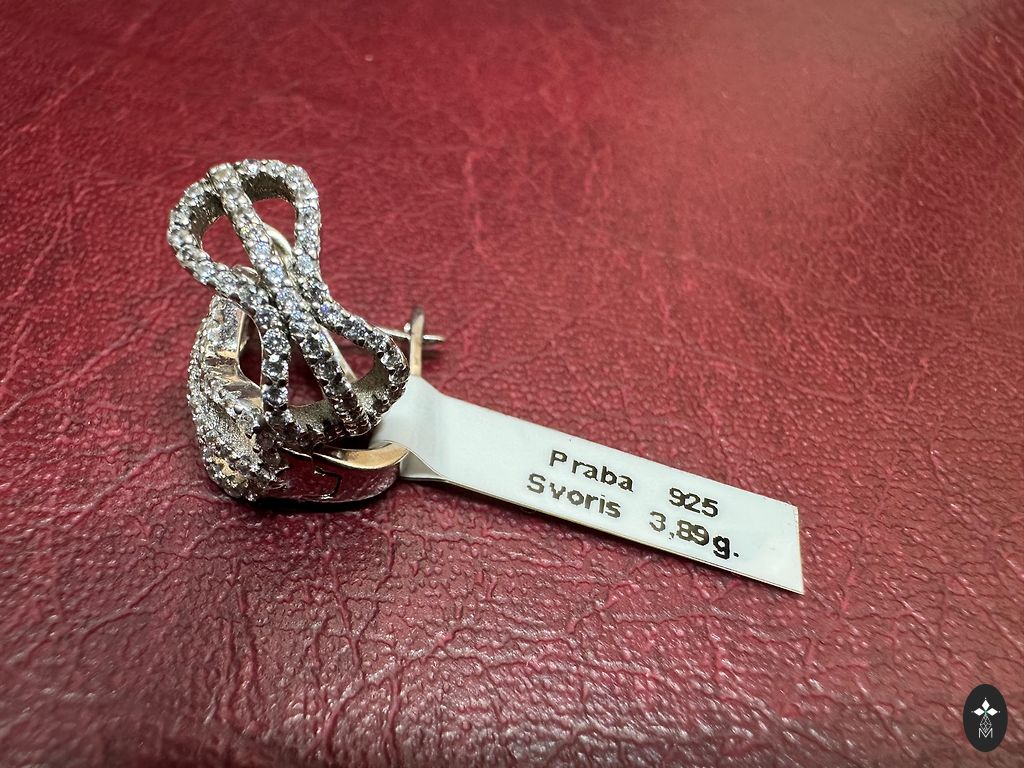 Praba 925
Svoris 3,89g.
M